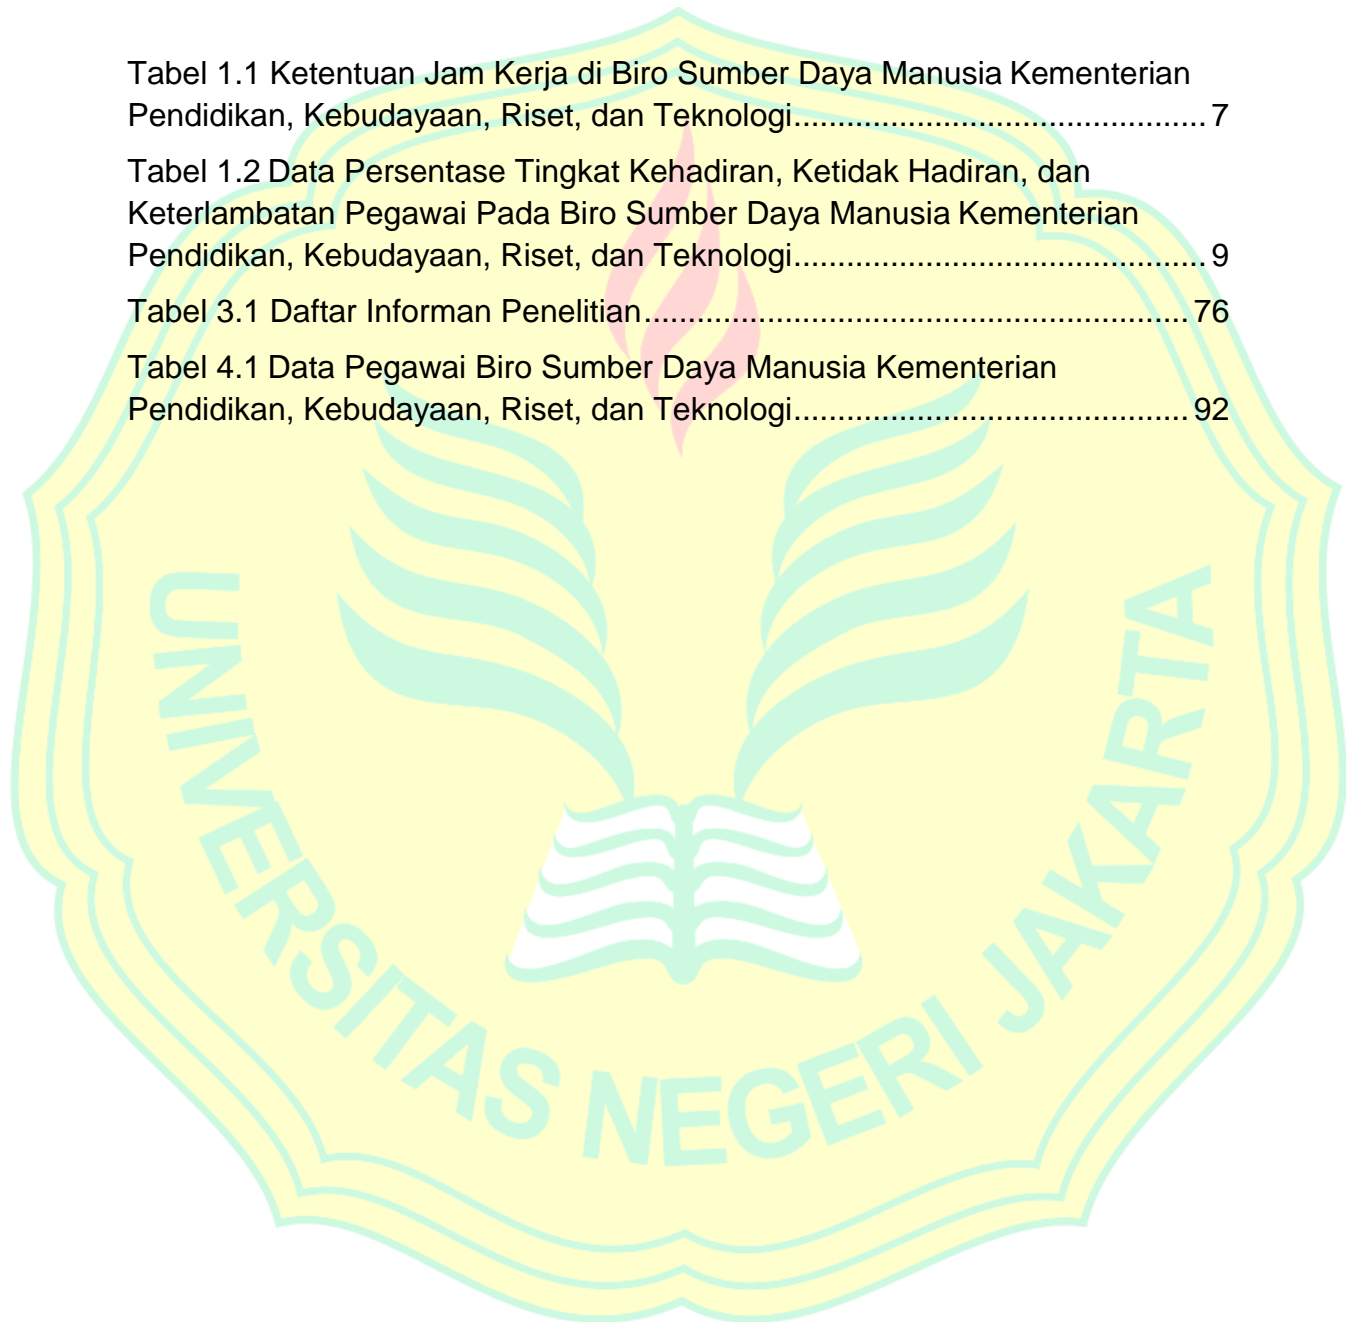 Tabel 1.1 Ketentuan Jam Kerja di Biro Sumber Daya Manusia Kementerian
Pendidikan, Kebudayaan, Riset, dan Teknologi............................................ 7
Tabel 1.2 Data Persentase Tingkat Kehadiran, Ketidak Hadiran, dan
Keterlambatan Pegawai Pada Biro Sumber Daya Manusia Kementerian
Pendidikan, Kebudayaan, Riset, dan Teknologi............................................ 9
Tabel 3.1 Daftar Informan Penelitian........................................................... 76
Tabel 4.1 Data Pegawai Biro Sumber Daya Manusia Kementerian
Pendidikan, Kebudayaan, Riset, dan Teknologi.......................................... 92
UNIVERSITAS NEGERI JAKARTA